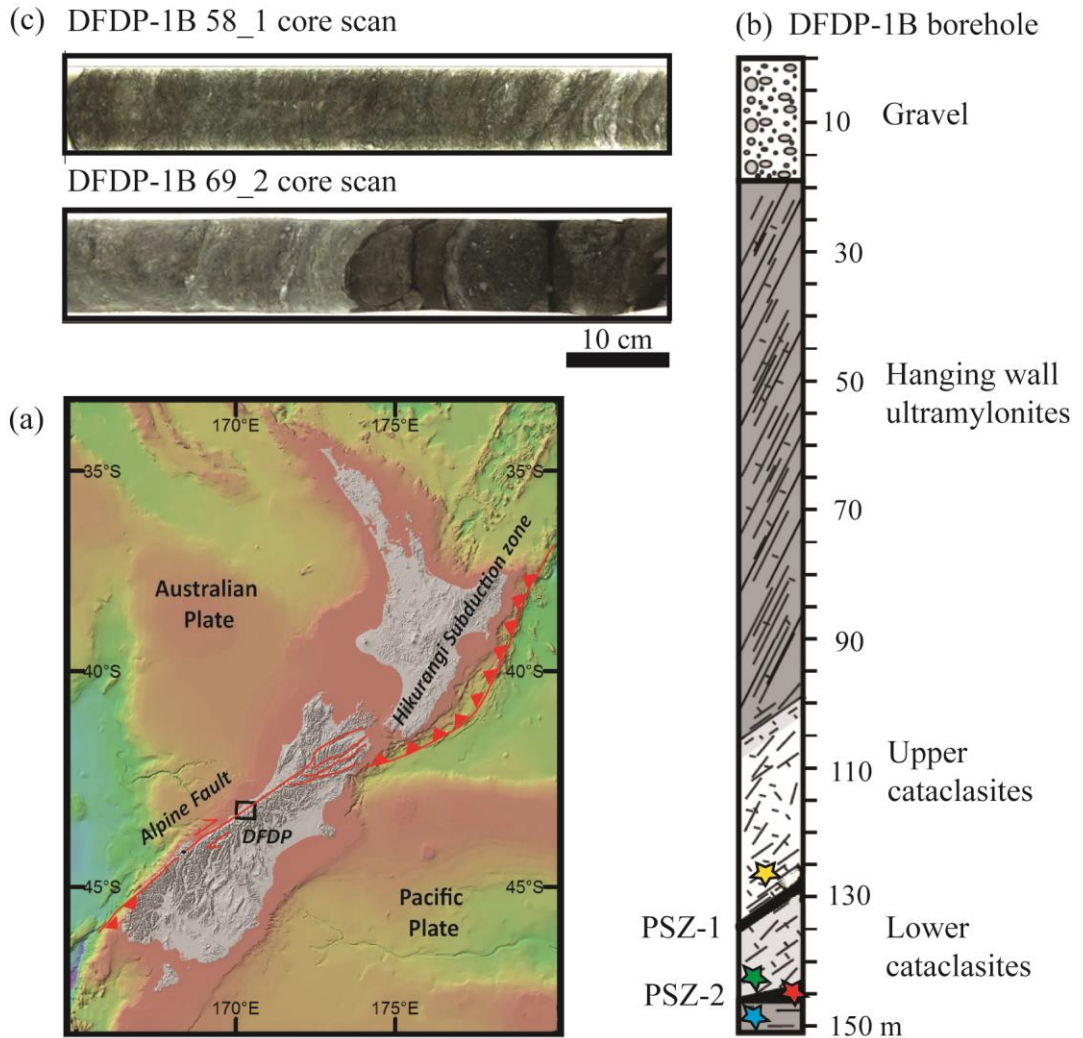 (c) DFDP-1B 58_1 core scan
DFDP-1B 69_2 core scan
10 cm
(a)
170°E
175°E
35°S
35°S
Australian
Plate
Hikurangi Subduction zone
40°S
40°S
Alpine Fault
DFDP
45°S
45°S
Pacific
Plate
170°E
175°E
(b) DFDP-1B borehole
10
Gravel
30
50
Hanging wall
ultramylonites
70
90
110
Upper
cataclasites
130
PSZ-1
Lower
cataclasites
PSZ-2
150 m